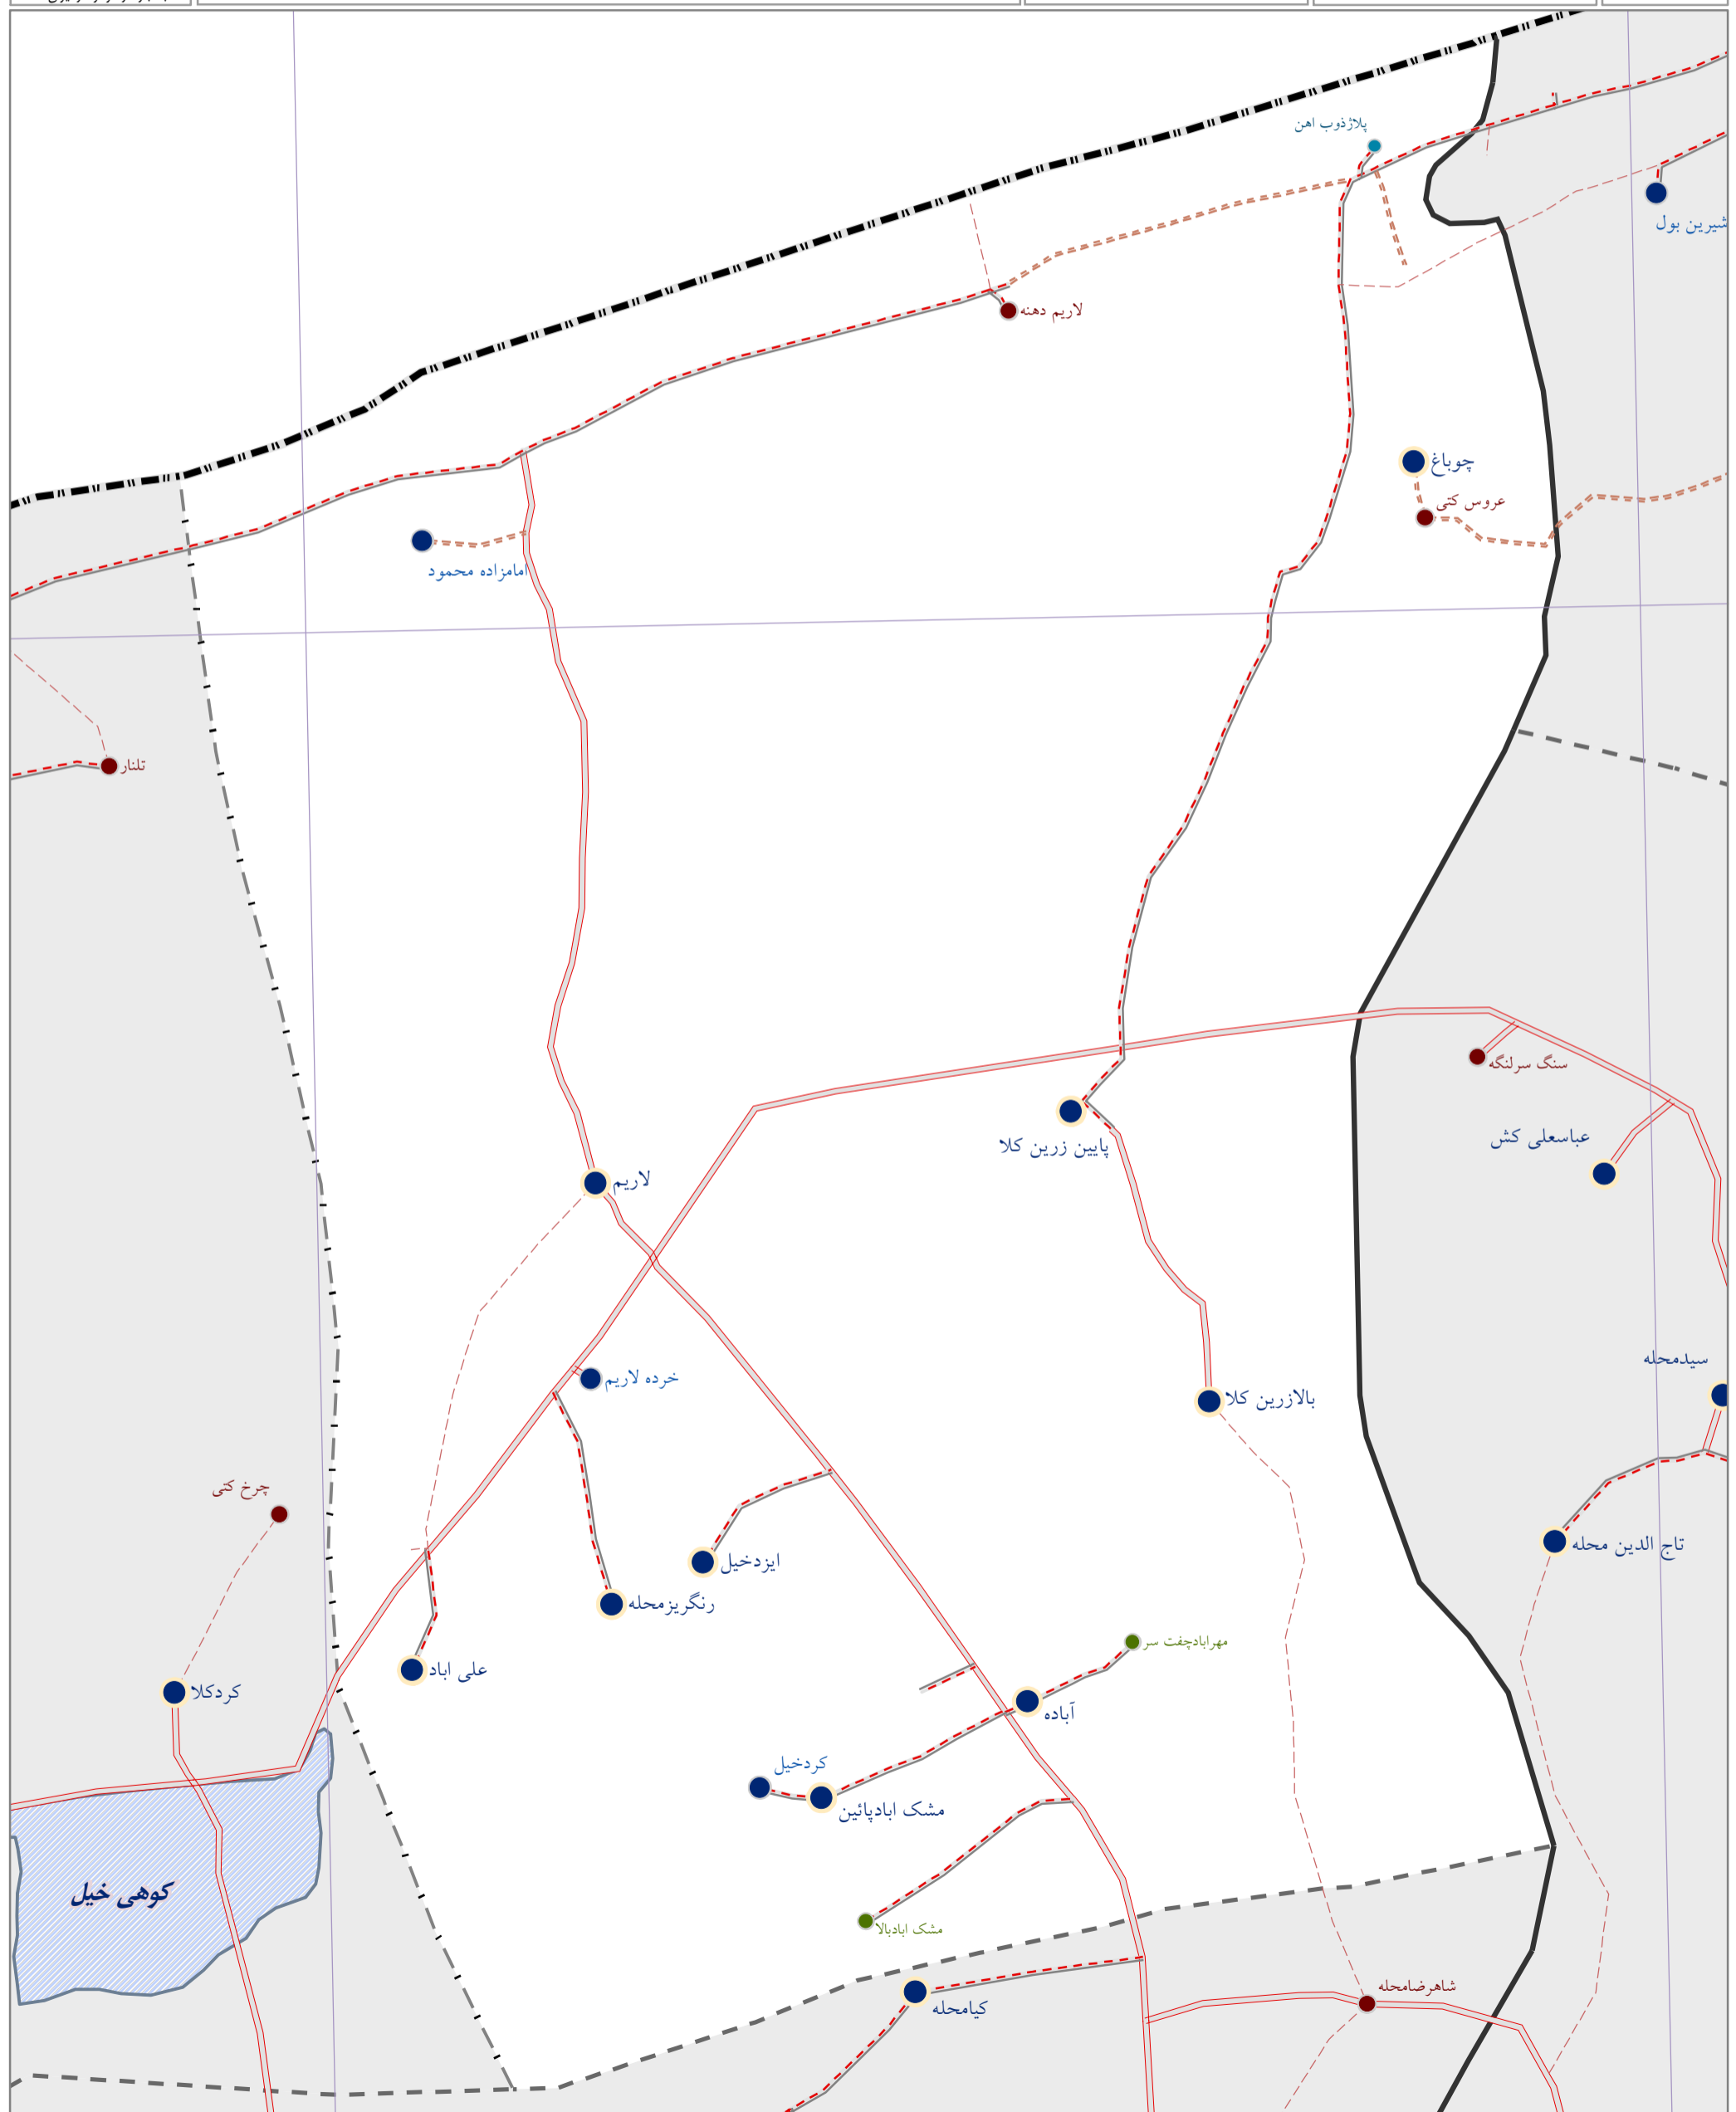 پلاژذوب اهن
شیرین بول
لاریم دهنه
چوباغ
عروس کتی
امامزاده محمود
تلنار
سنگ سرلنگه
پایین زرین کلا
عباسعلی کش
لاریم
سیدمحله
خرده لاریم
بالازرین کلا
چرخ کتی
تاج الدین محله
ایزدخیل
رنگریزمحله
مهرابادچفت سر
علی اباد
کردکلا
آباده
کردخیل
مشک ابادپائین
کوهی خیل
مشک ابادبالا
شاهرضامحله
کیامحله